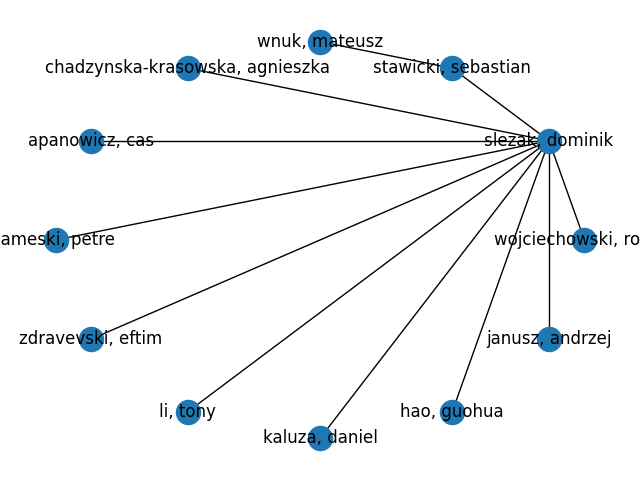 wnuk, mateusz
chadzynska-krasowska, agnieszka
stawicki, sebastian
apanowicz, cas
slezak, dominik
ameski, petre
wojciechowski, ro
zdravevski, eftim
janusz, andrzej
li, tony
hao, guohua
kaluza, daniel